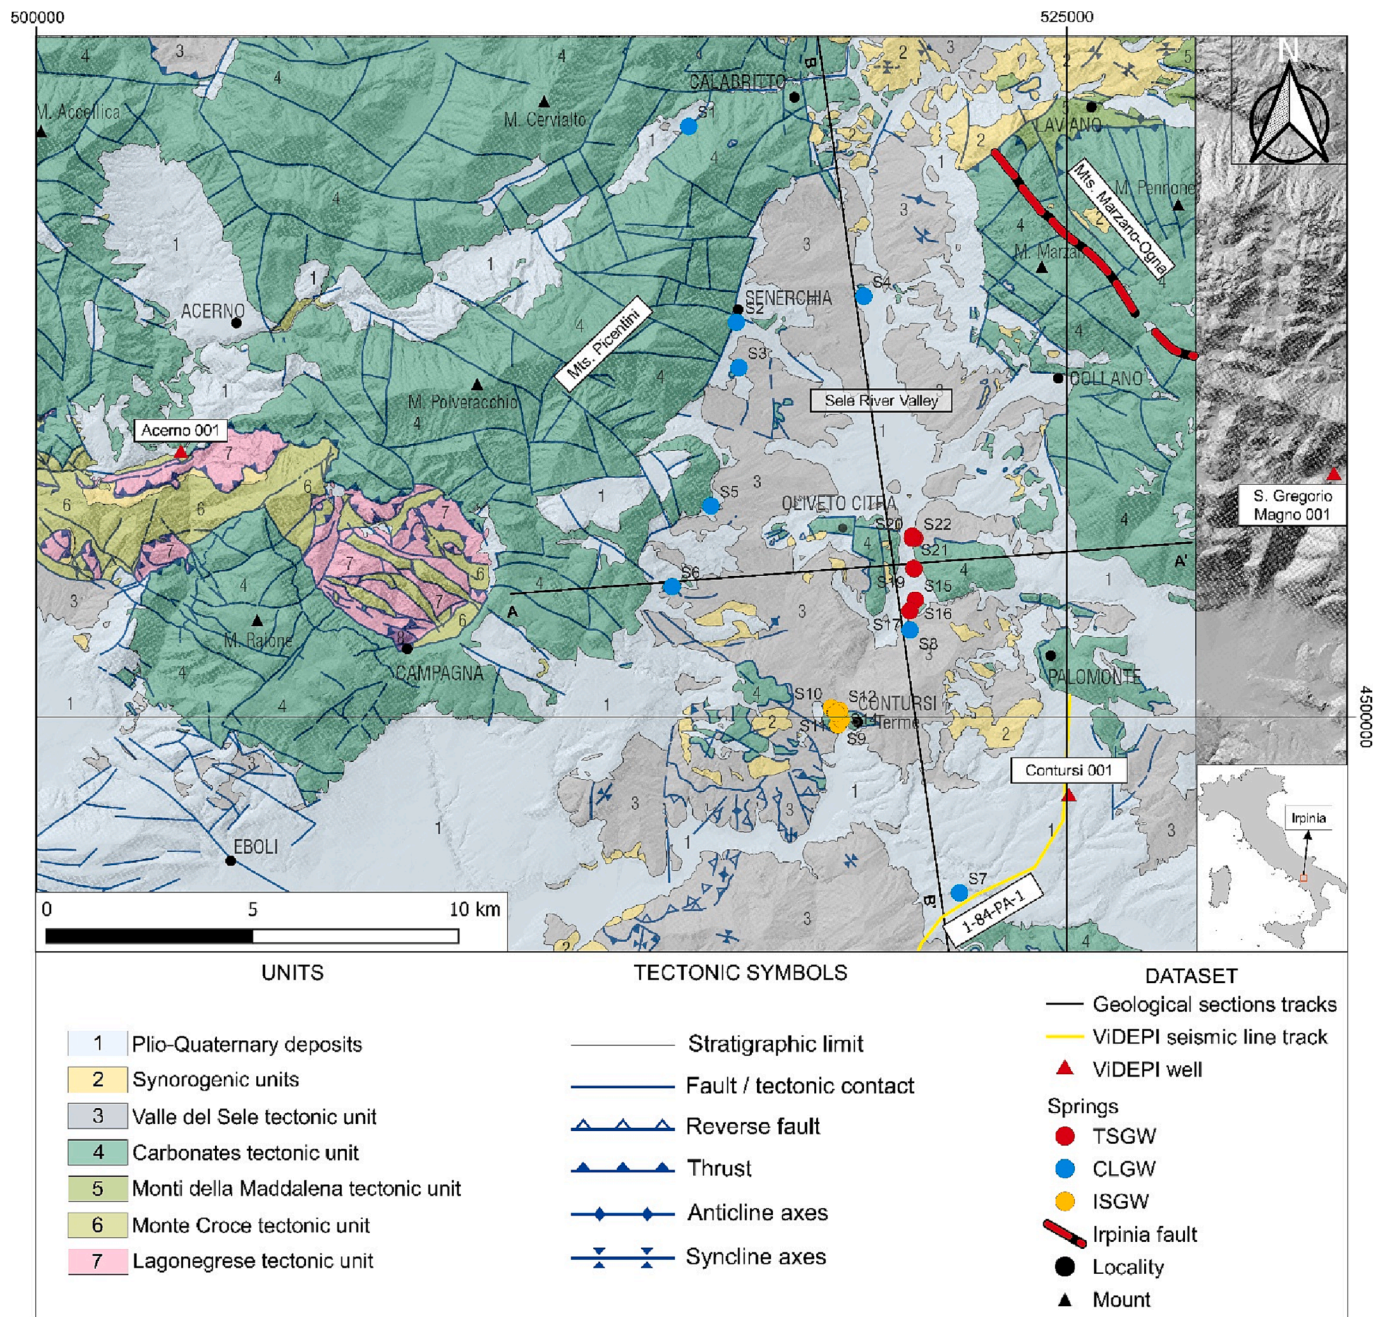 500000
525000
4500000
N
M. Accellica
M. Cervialto
CALABRITTO
LAVIANO
M. Pennone
Mts. Marzano-Ogna
S1
B
S4
ACERNO
SENERCHIA
S2
S3
Mts. Picentini
M. Polveracchio
COLLANO
Sele River Valley
Acerno 001
S. Gregorio
Magno 001
S5
OLIVETO CITRA
S20
S22
S21
A'
S6
S19
S15
A
S16
S17
S8
M. Raione
CAMPAGNA
PALOMONTE
S10
S12
CONTURSI
Terme
S11
S9
Contursi 001
Irpinia
EBOLI
S7
B'
1-84-PA-1
0 5 10 km
UNITS
1 Plio-Quaternary deposits
2 Synorogenic units
3 Valle del Sele tectonic unit
4 Carbonates tectonic unit
5 Monti della Maddalena tectonic unit
6 Monte Croce tectonic unit
7 Lagonegrese tectonic unit
TECTONIC SYMBOLS
Stratigraphic limit
Fault / tectonic contact
Reverse fault
Thrust
Anticline axes
Syncline axes
DATASET
Geological sections tracks
ViDEPI seismic line track
ViDEPI well
Springs
TSGW
CLGW
ISGW
Irpinia fault
Locality
Mount